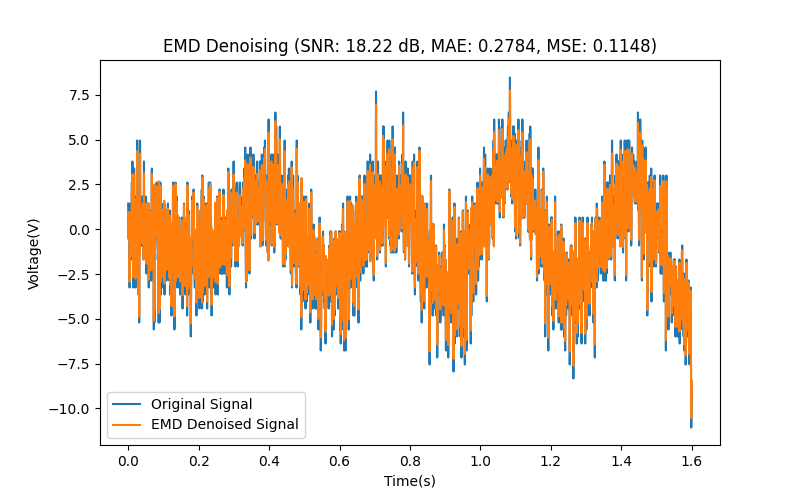 EMD Denoising (SNR: 18.22 dB, MAE: 0.2784, MSE: 0.1148)
7.5
5.0
2.5
0.0
−2.5
−5.0
−7.5
−10.0
Voltage(V)
Original Signal
EMD Denoised Signal
0.0 0.2 0.4 0.6 0.8 1.0 1.2 1.4 1.6
Time(s)